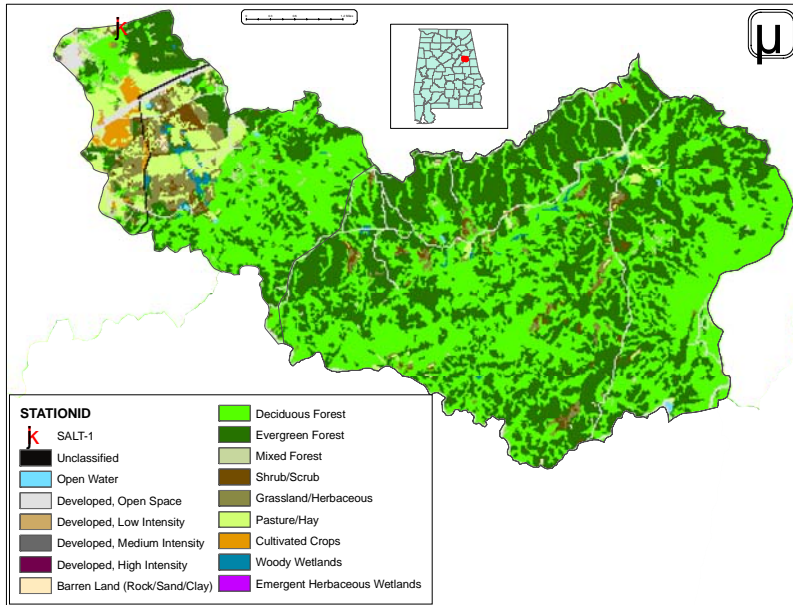 jk
µ
STATIONID
jk SALT-1
Unclassified
Open Water
Developed, Open Space
Developed, Low Intensity
Developed, Medium Intensity
Developed, High Intensity
Barren Land (Rock/Sand/Clay)
Deciduous Forest
Evergreen Forest
Mixed Forest
Shrub/Scrub
Grassland/Herbaceous
Pasture/Hay
Cultivated Crops
Woody Wetlands
Emergent Herbaceous Wetlands